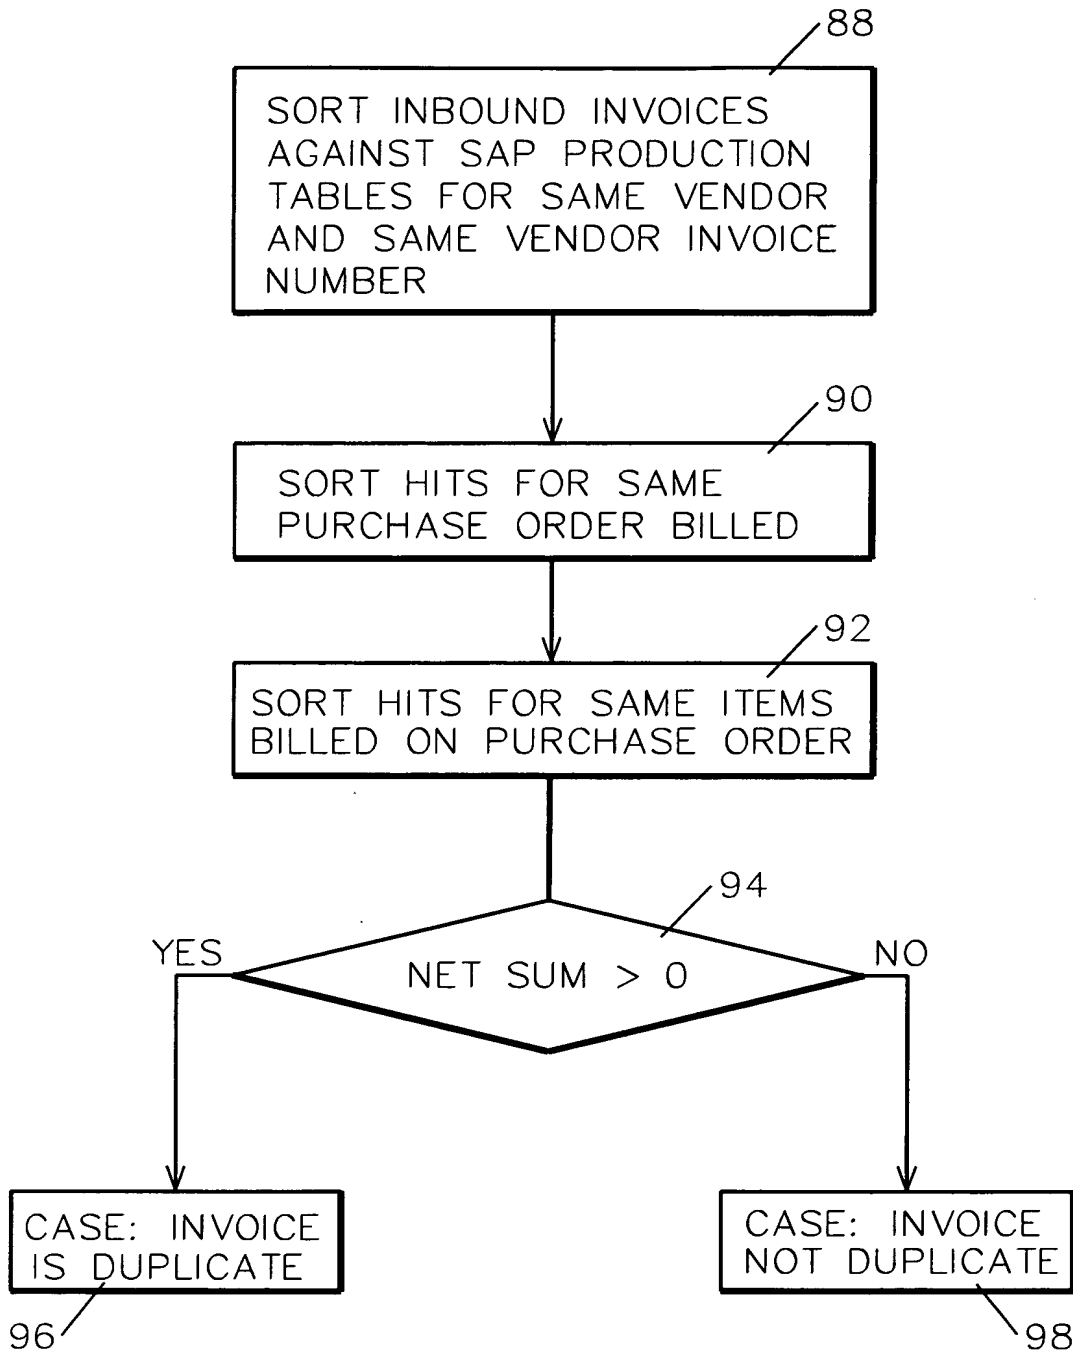 88
SORT INBOUND INVOICES
AGAINST SAP PRODUCTION
TABLES FOR SAME VENDOR
AND SAME VENDOR INVOICE
NUMBER
90
SORT HITS FOR SAME
PURCHASE ORDER BILLED
92
SORT HITS FOR SAME ITEMS
BILLED ON PURCHASE ORDER
94
YES
NO
NET SUM > 0
CASE: INVOICE
IS DUPLICATE
CASE: INVOICE
NOT DUPLICATE
96
98